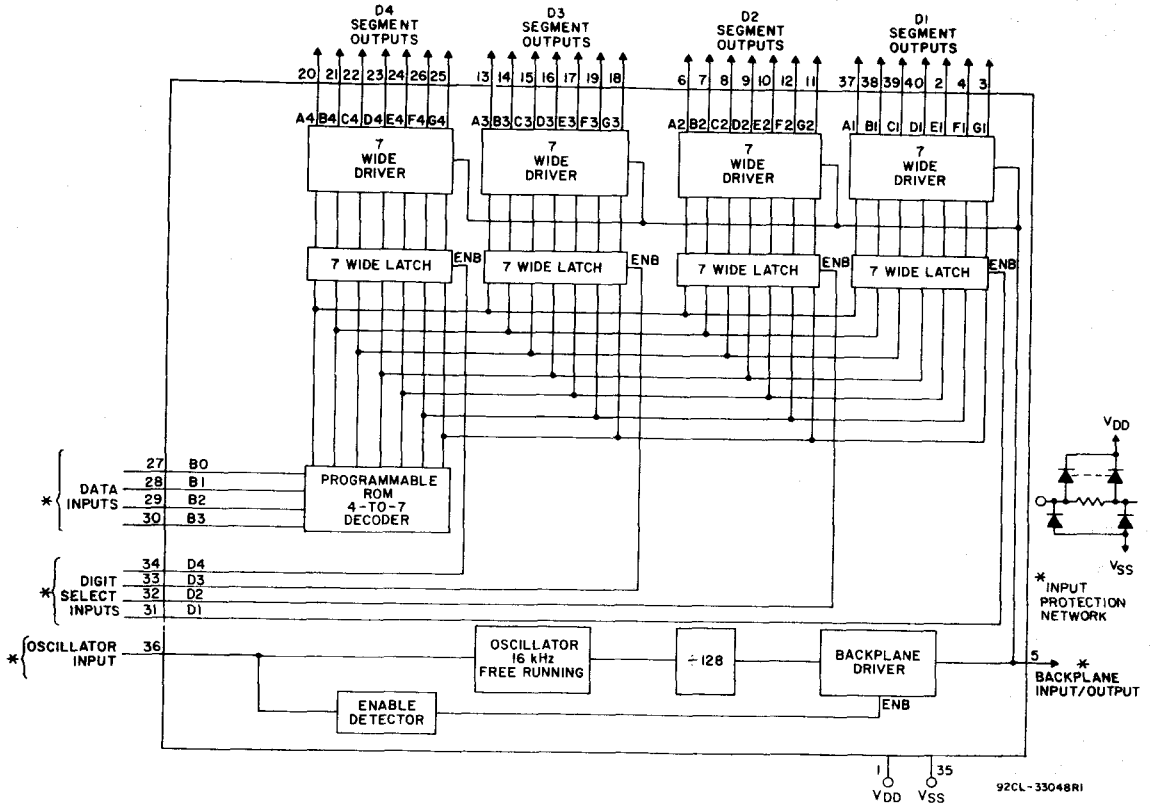 D4
SEGMENT
OUTPUTS
D3
SEGMENT
OUTPUTS
D2
SEGMENT
OUTPUTS
D1
SEGMENT
OUTPUTS
20 21 22 23 24 26 25
13 14 15 16 17 19 18
6 7 8 9 10 12 11
37 38 39 40 2 4 3
A4 B4 C4 D4 E4 F4 G4
A3 B3 C3 D3 E3 F3 G3
A2 B2 C2 D2 E2 F2 G2
A1 B1 C1 D1 E1 F1 G1
7
WIDE
DRIVER
7
WIDE
DRIVER
7
WIDE
DRIVER
7
WIDE
DRIVER
7 WIDE LATCH
ENB
7 WIDE LATCH
ENB
7 WIDE LATCH
ENB
7 WIDE LATCH
ENB
* DATA
INPUTS
27 B0
28 B1
29 B2
30 B3
PROGRAMMABLE
ROM
4-TO-7
DECODER
* DIGIT
SELECT
INPUTS
34 D4
33 D3
32 D2
31 D1
VDD
VSS
* INPUT
PROTECTION
NETWORK
* OSCILLATOR
INPUT
36
OSCILLATOR
16 kHz
FREE RUNNING
÷128
BACKPLANE
DRIVER
ENB
5 *
BACKPLANE
INPUT/OUTPUT
ENABLE
DETECTOR
1
VDD
35
VSS
92CL-33048R1